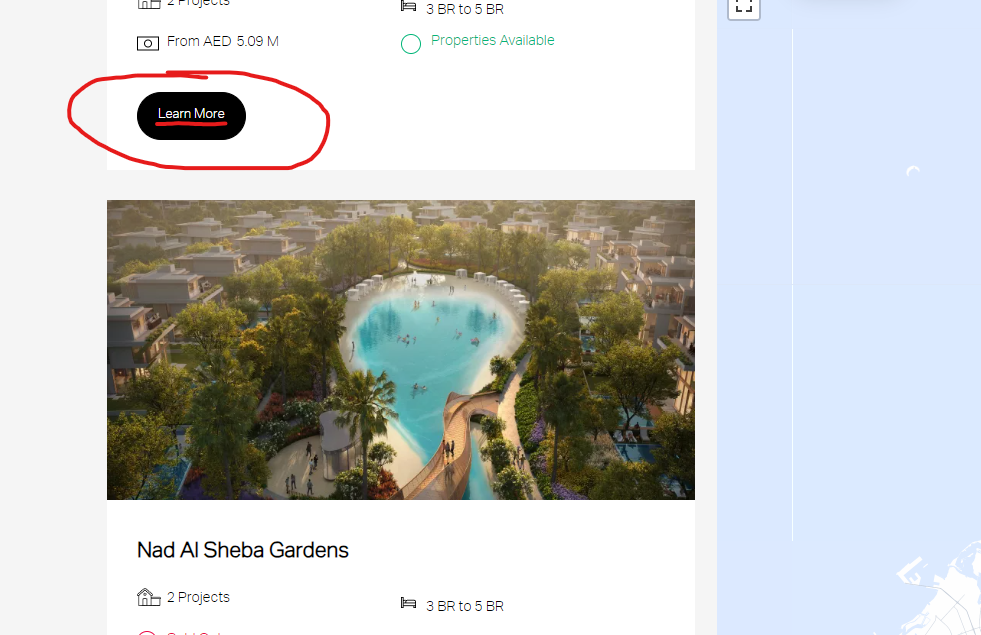 2 Projects
3 BR to 5 BR
From AED 5.09 M
Properties Available
Learn More
Nad Al Sheba Gardens
2 Projects
3 BR to 5 BR